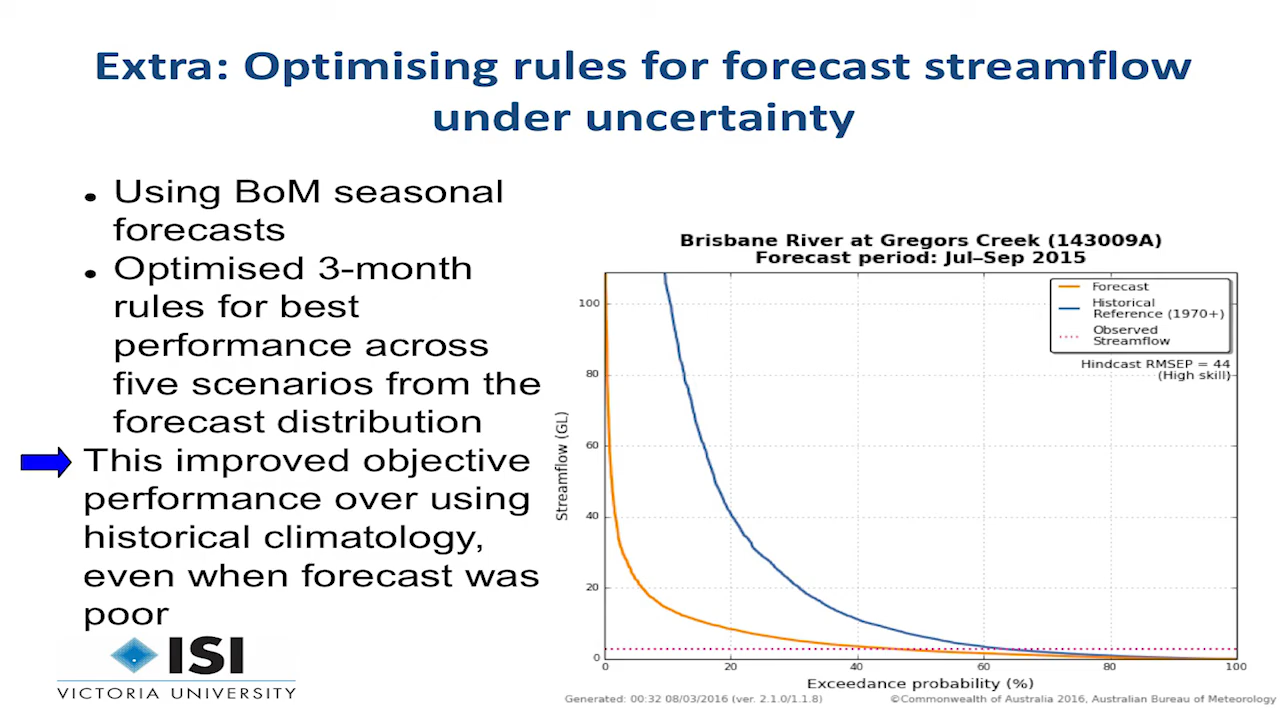 Extra: Optimising rules for forecast streamflow
under uncertainty
• Using BoM seasonal
forecasts
• Optimised 3-month
rules for best
performance across
five scenarios from the
forecast distribution
This improved objective
performance over using
historical climatology,
even when forecast was
poor
ISI
VICTORIA UNIVERSITY
Brisbane River at Gregors Creek (143009A)
Forecast period: Jul–Sep 2015
Forecast
Historical
Reference (1970+)
Observed
Streamflow
Hindcast RMSEP = 44
(High skill)
Streamflow (GL)
100
80
60
40
20
0
0 20 40 60 80 100
Exceedance probability (%)
Generated: 00:32 08/03/2016 (ver. 2.1.0/1.1.8)
©Commonwealth of Australia 2016, Australian Bureau of Meteorology